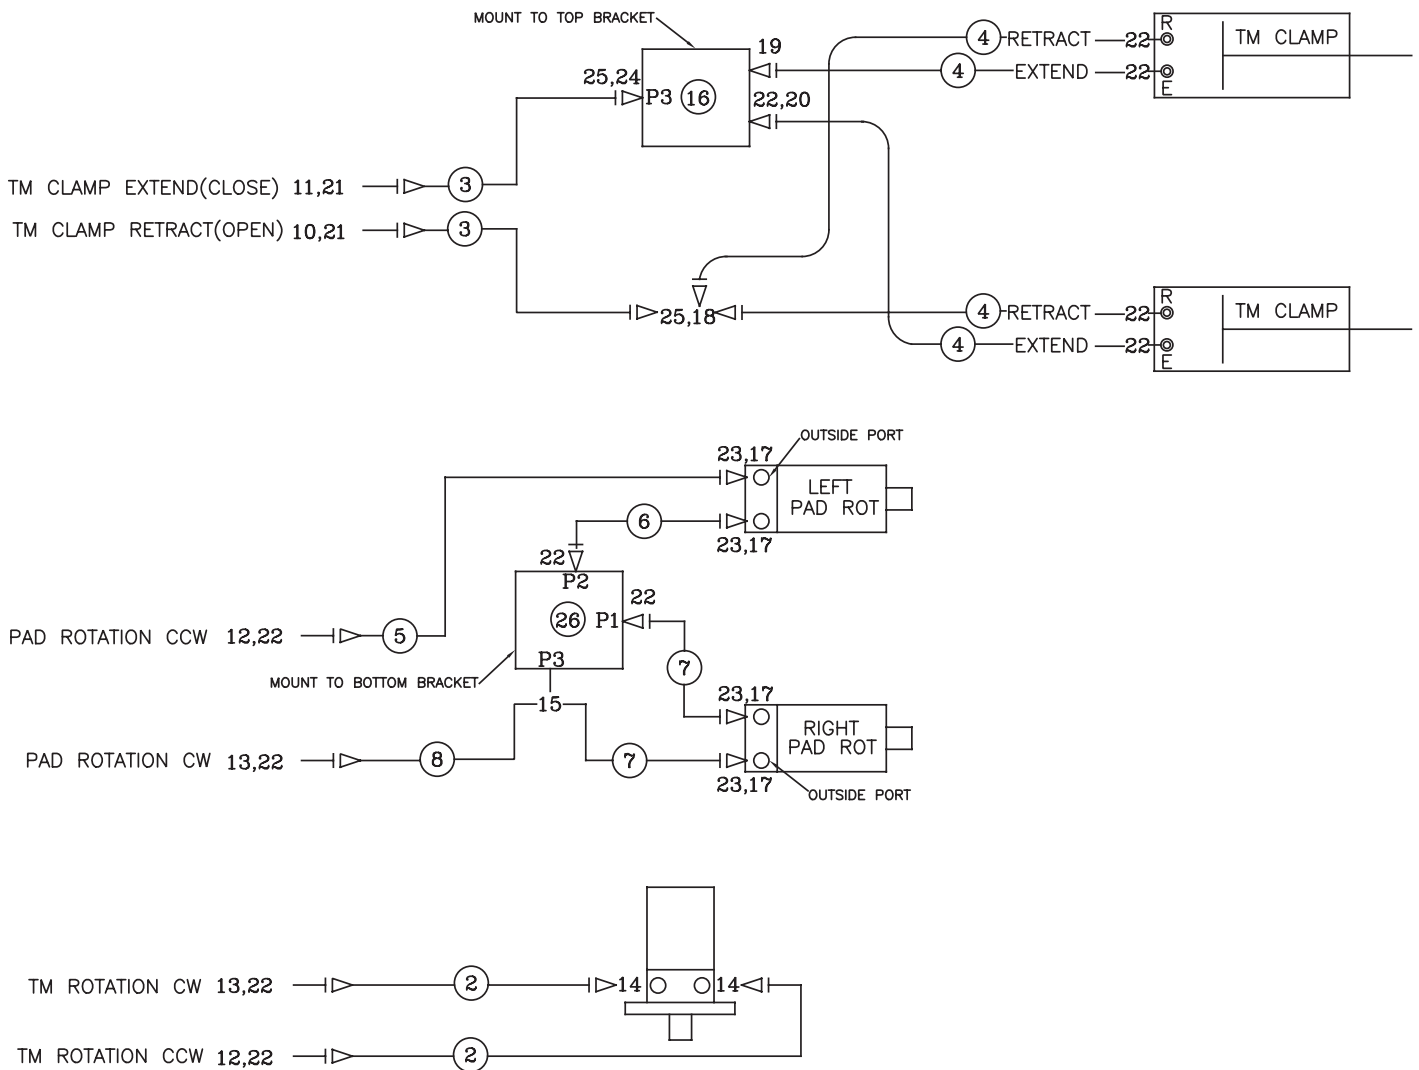 MOUNT TO TOP BRACKET
19
4 RETRACT 22 R TM CLAMP
4 EXTEND 22 E
25,24
P3 16
22,20
TM CLAMP EXTEND(CLOSE) 11,21 3
TM CLAMP RETRACT(OPEN) 10,21 3
25,18
4 RETRACT 22 R TM CLAMP
4 EXTEND 22 E
OUTSIDE PORT
23,17
LEFT
PAD ROT
6
23,17
22
P2
22
26 P1
PAD ROTATION CCW 12,22 5
P3
MOUNT TO BOTTOM BRACKET
7
15
23,17
RIGHT
PAD ROT
PAD ROTATION CW 13,22 8
7
23,17
OUTSIDE PORT
TM ROTATION CW 13,22 2 14 14
TM ROTATION CCW 12,22 2